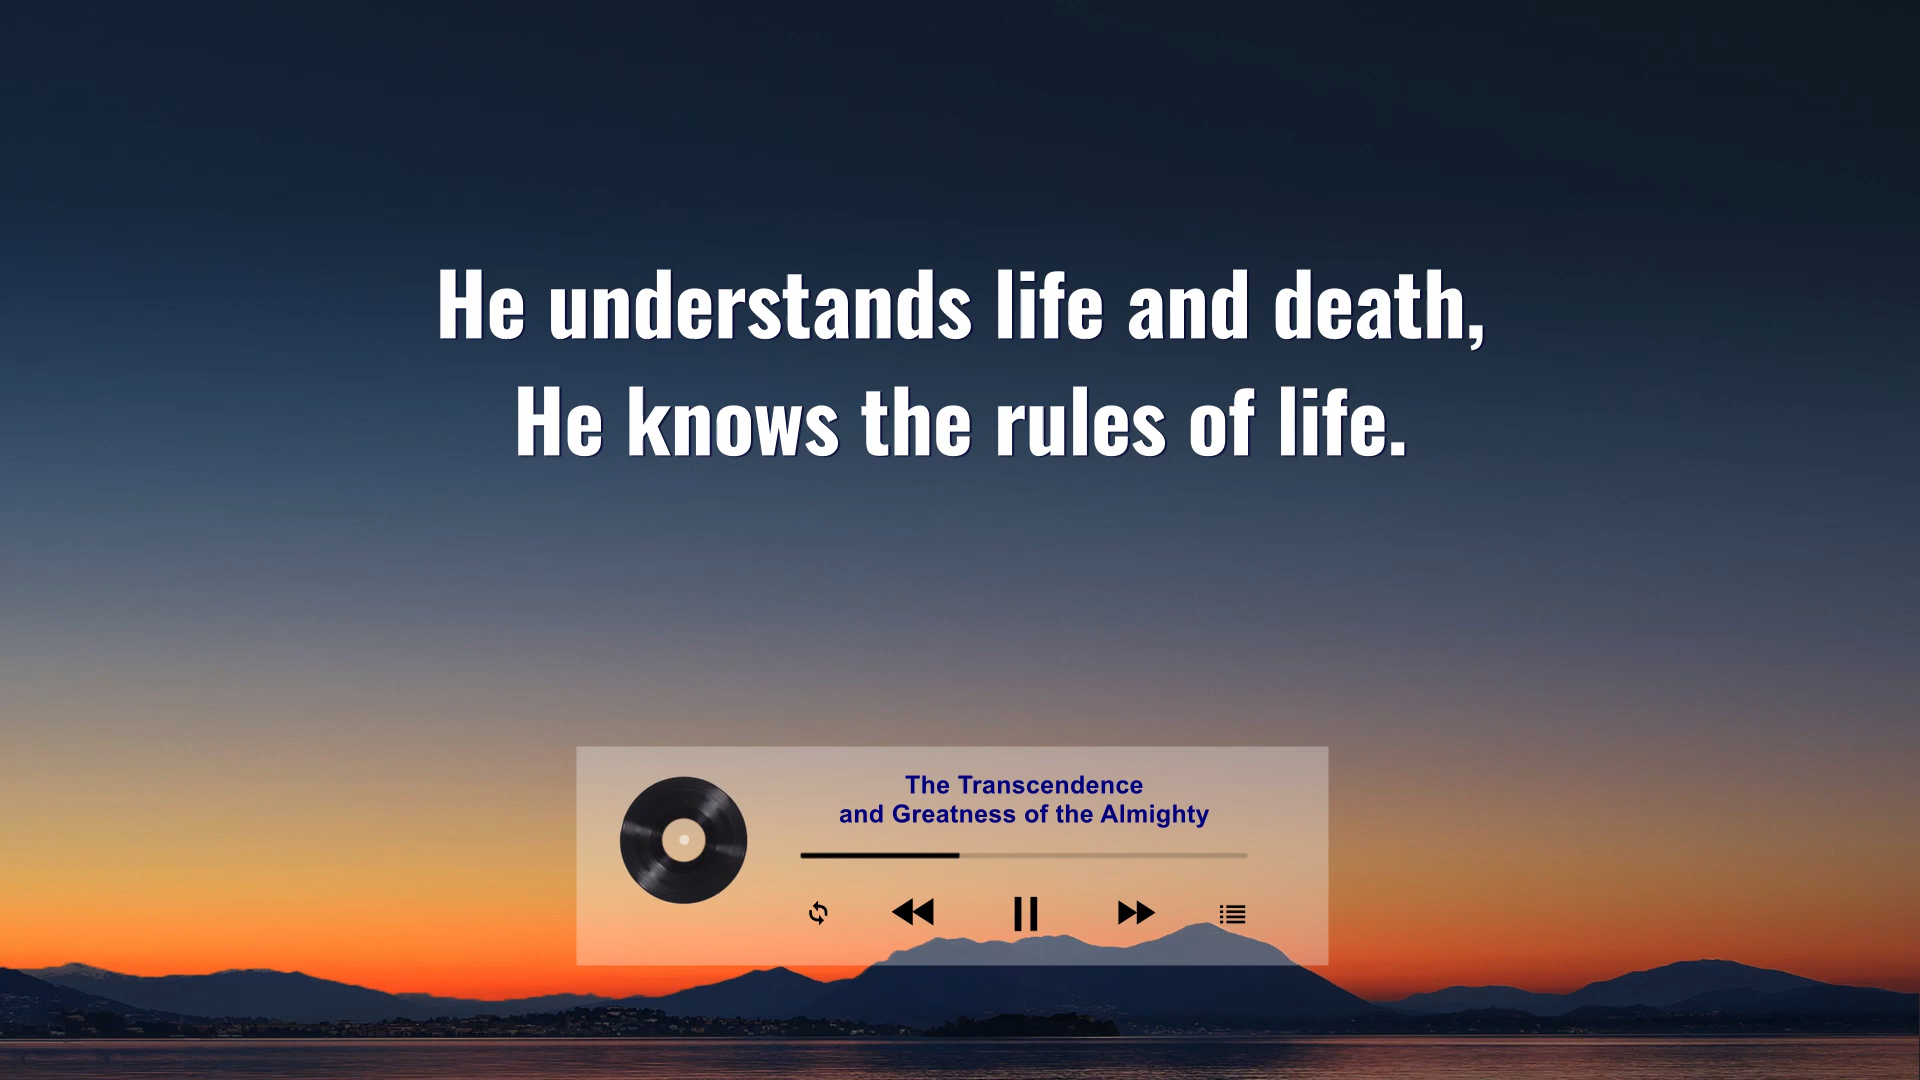 He understands life and death,
He knows the rules of life.
The Transcendence
and Greatness of the Almighty